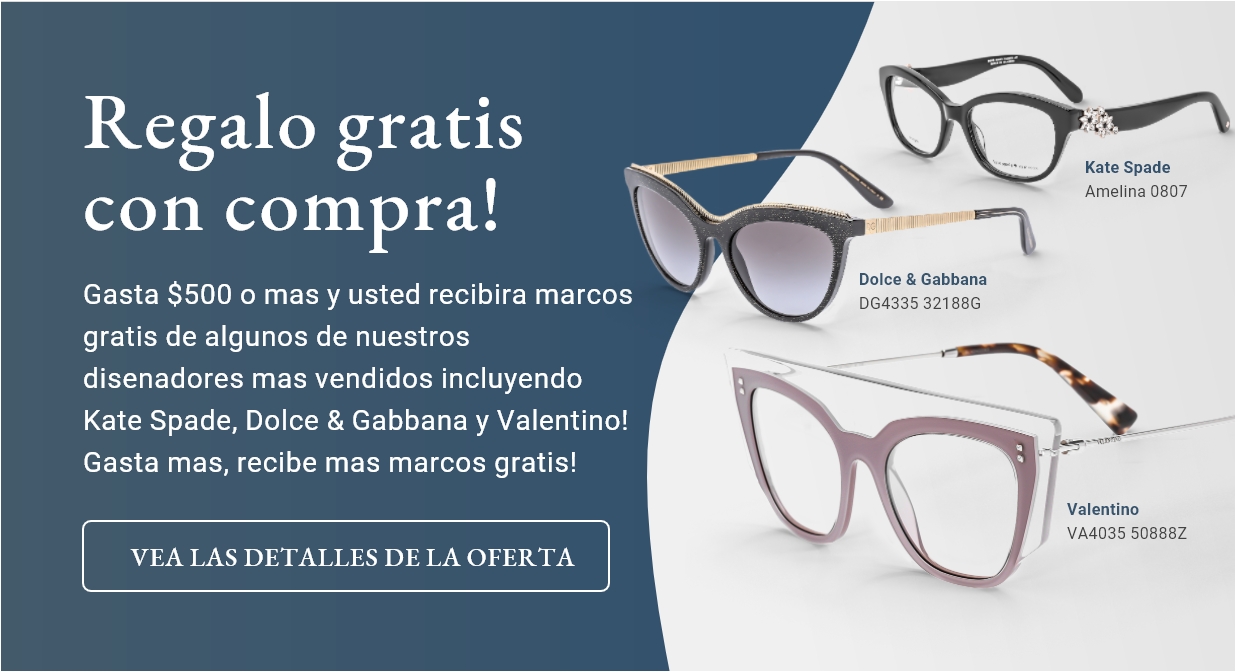 Regalo gratis
con compra!
Gasta $500 o mas y usted recibira marcos
gratis de algunos de nuestros
disenadores mas vendidos incluyendo
Kate Spade, Dolce & Gabbana y Valentino!
Gasta mas, recibe mas marcos gratis!
VEA LAS DETALLES DE LA OFERTA
Kate Spade
Amelina 0807
Dolce & Gabbana
DG4335 32188G
Valentino
VA4035 50888Z